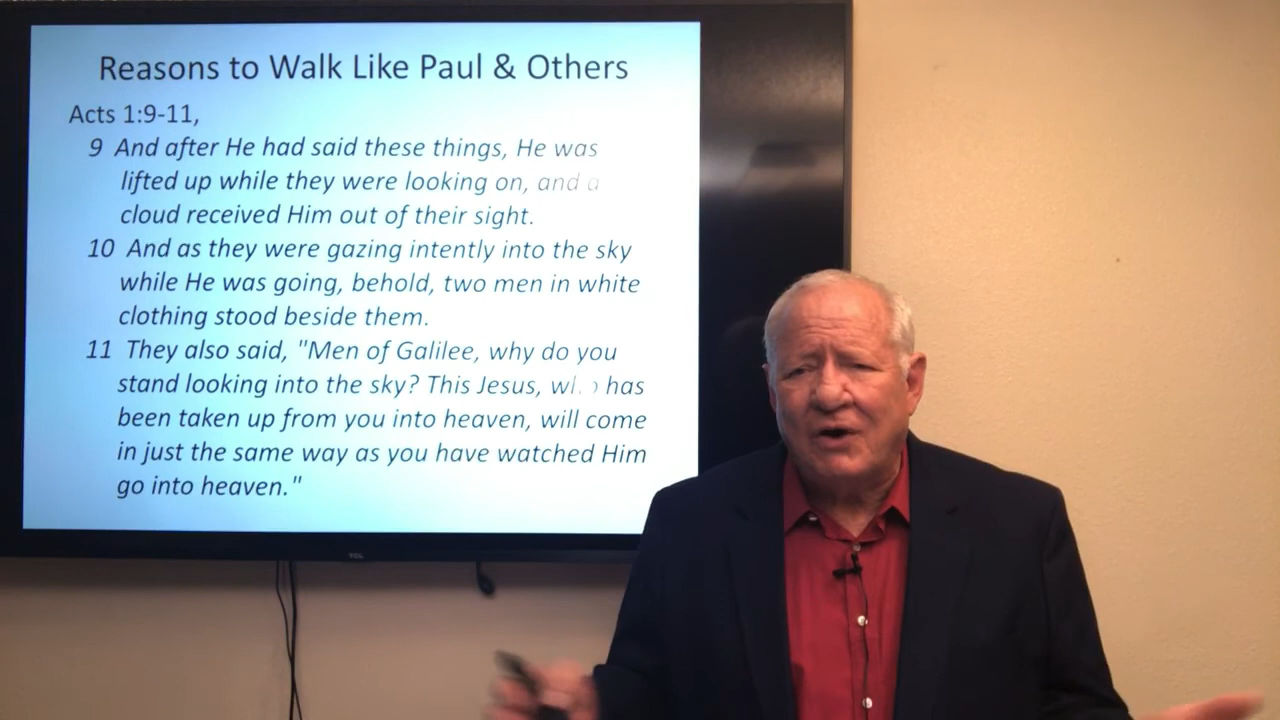 Reasons to Walk Like Paul & Others
Acts 1:9-11,
9 And after He had said these things, He was
lifted up while they were looking on, and a
cloud received Him out of their sight.
10 And as they were gazing intently into the sky
while He was going, behold, two men in white
clothing stood beside them.
11 They also said, "Men of Galilee, why do you
stand looking into the sky? This Jesus, who has
been taken up from you into heaven, will come
in just the same way as you have watched Him
go into heaven."
TCL